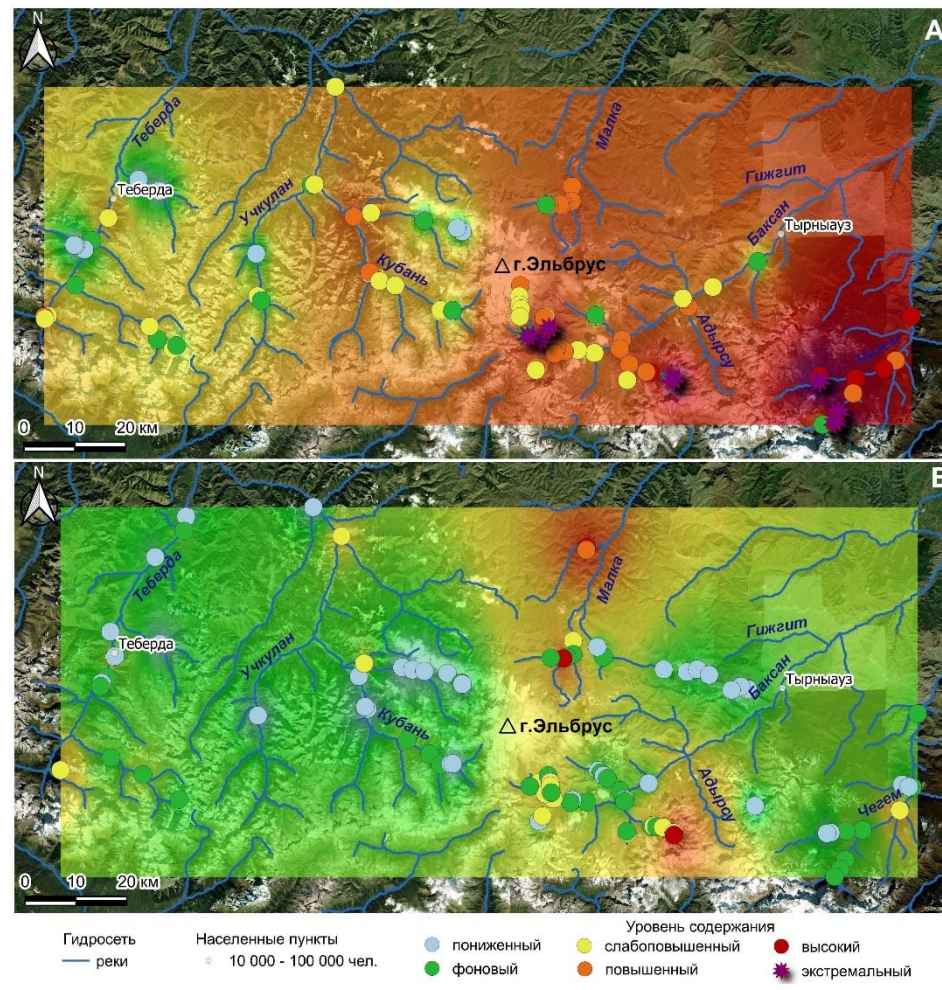 N
А
Теберда
Теберда
Малка
Гижгит
Учкулан
Баксан
Тырныауз
Кубань
г.Эльбрус
Адырсу
Чегем
0 10 20 км
N
Теберда
Малка
Теберда
Гижгит
Учкулан
Баксан
Тырныауз
Кубань
г.Эльбрус
Адырсу
Чегем
0 10 20 км
Гидросеть
реки
Населенные пункты
10 000 - 100 000 чел.
Уровень содержания
пониженный
слабоповышенный
высокий
фоновый
повышенный
экстремальный